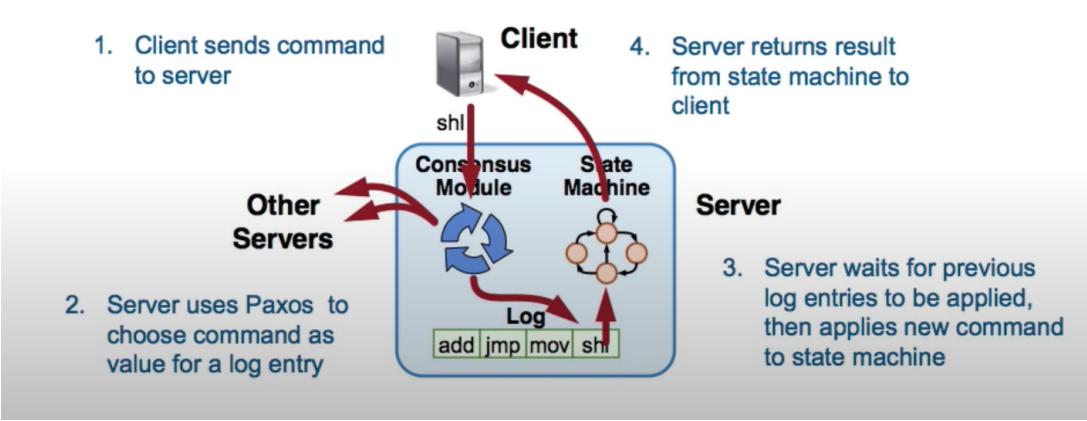 1. Client sends command
to server
Client
4. Server returns result
from state machine to
client
shl
Consensus
Module
State
Machine
Other
Servers
Server
2. Server uses Paxos to
choose command as
value for a log entry
3. Server waits for previous
log entries to be applied,
then applies new command
to state machine
Log
add jmp mov shl